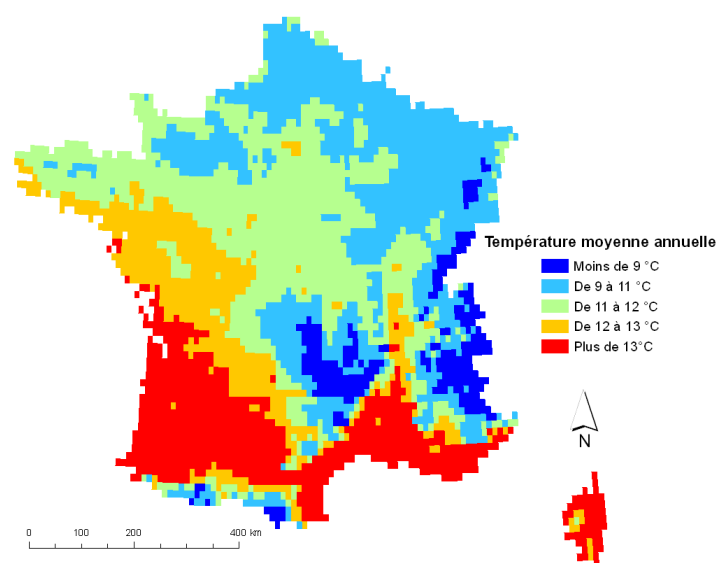 Température moyenne annuelle
Moins de 9 °C
De 9 à 11 °C
De 11 à 12 °C
De 12 à 13 °C
Plus de 13°C
N
0 100 200 400 km